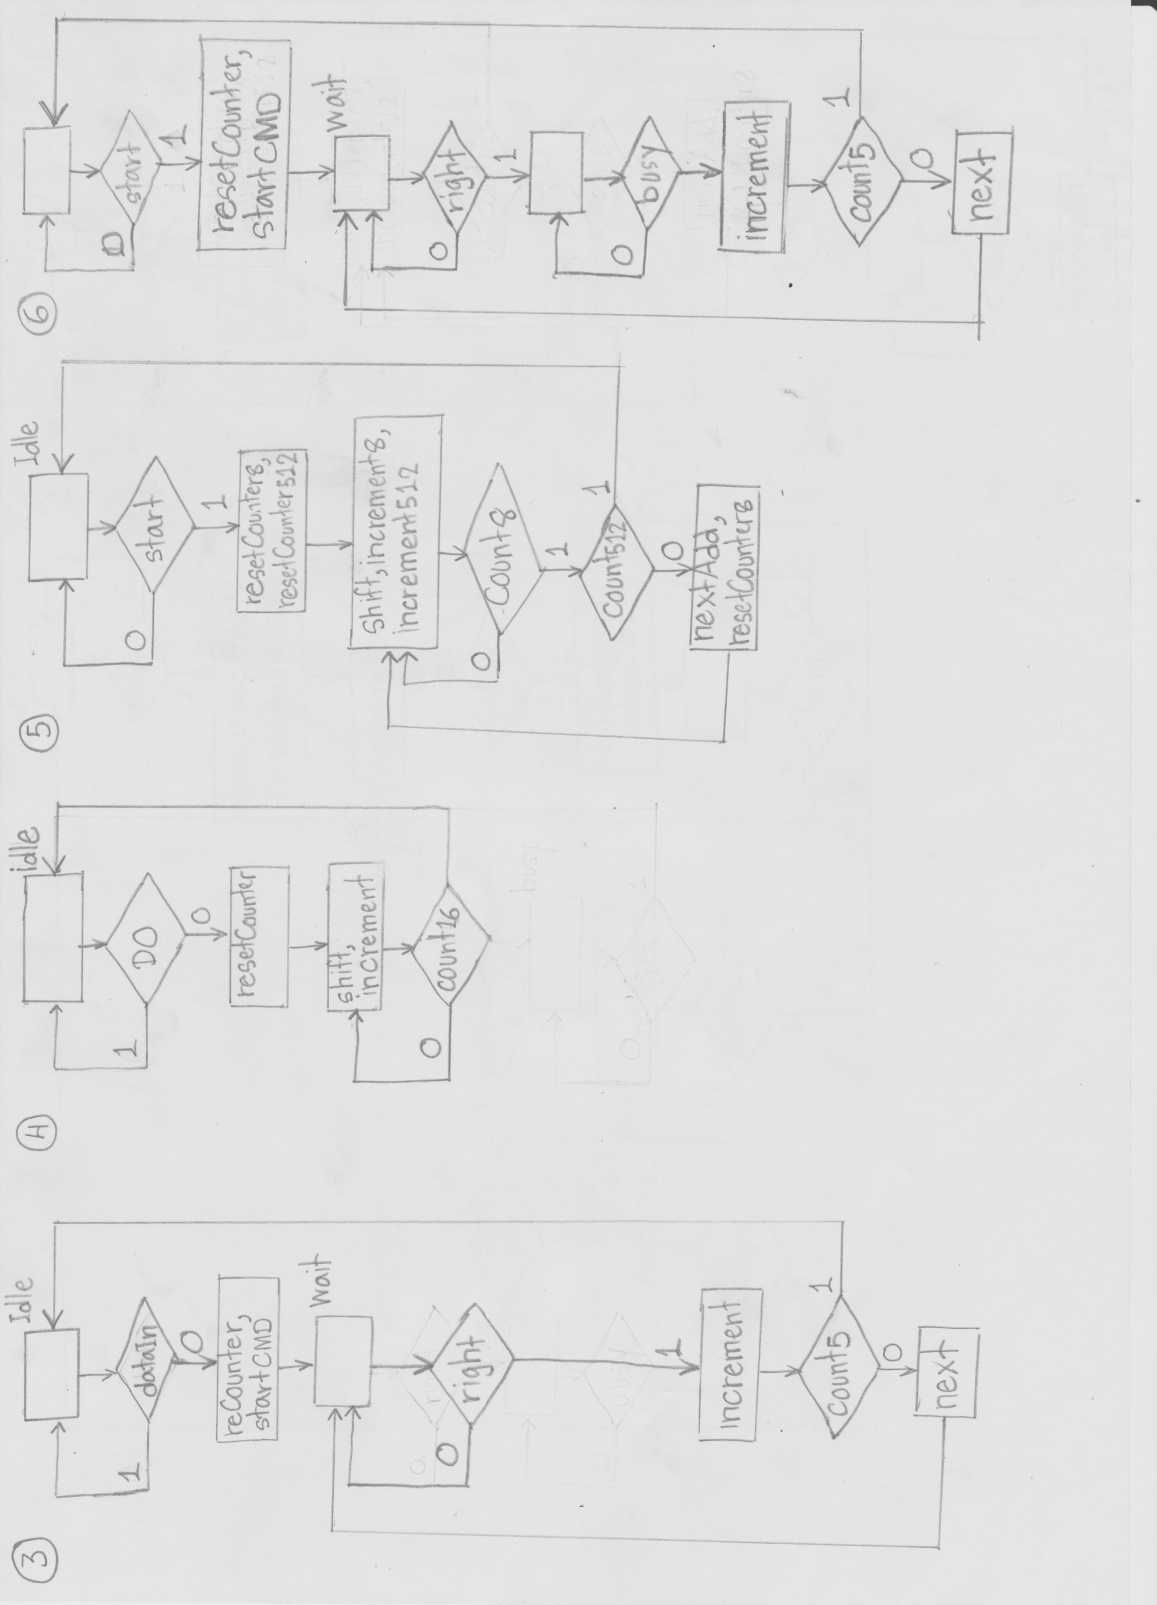 3
Idle
dataIn
1
0
reCounter,
startCMD
Wait
right
0
1
increment
count5
1
0
next
4
idle
DO
1
0
resetCounter
shift,
increment
count16
0
5
Idle
start
0
1
resetCounter8,
resetCounter512
Shift,increment8,
increment512
Count8
0
1
count512
1
0
nextAdd,
resetCounter8
6
start
0
1
resetCounter,
startCMD
wait
right
0
1
busy
0
increment
count5
1
0
next